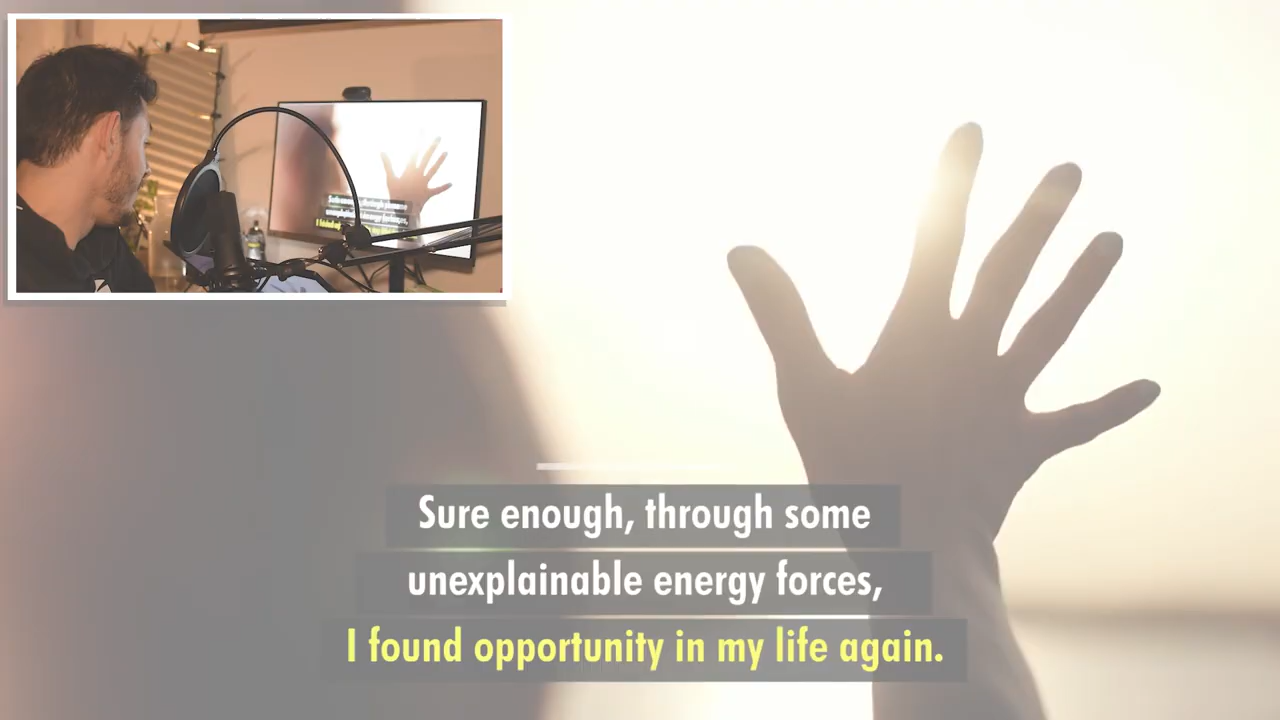 Sure enough, through some
unexplainable energy forces,
I found opportunity in my life again.